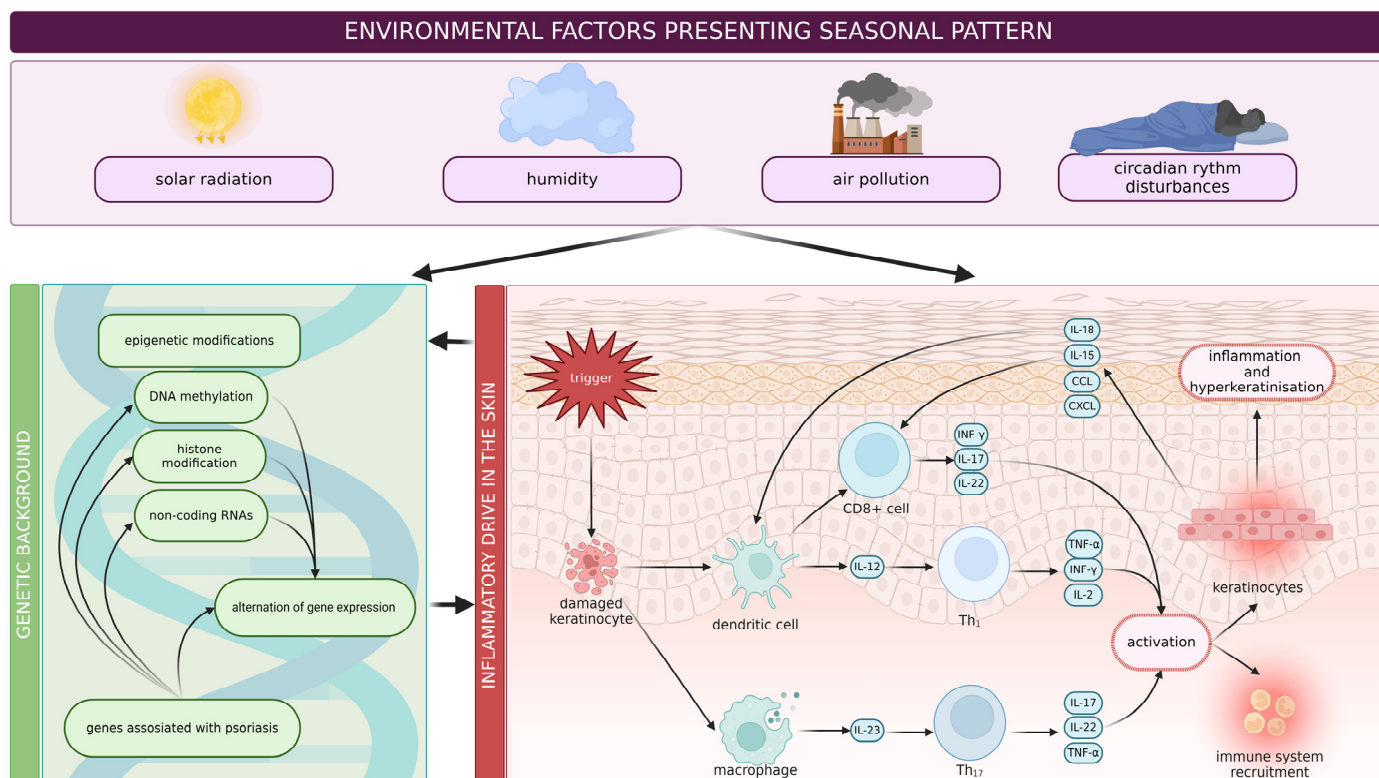 ENVIRONMENTAL FACTORS PRESENTING SEASONAL PATTERN
solar radiation
humidity
air pollution
circadian rythm
disturbances
GENETIC BACKGROUND
epigenetic modifications
DNA methylation
histone
modification
non-coding RNAs
alternation of gene expression
genes assosiated with psoriasis
INFLAMMATORY DRIVE IN THE SKIN
trigger
IL-18
IL-15
CCL
CXCL
inflammation
and
hyperkeratinisation
INF γ
IL-17
IL-22
CD8+ cell
damaged
keratinocyte
dendritic cell
IL-12
Th₁
TNF-α
INF-γ
IL-2
keratinocytes
activation
macrophage
IL-23
Th₁₇
IL-17
IL-22
TNF-α
immune system
recruitment